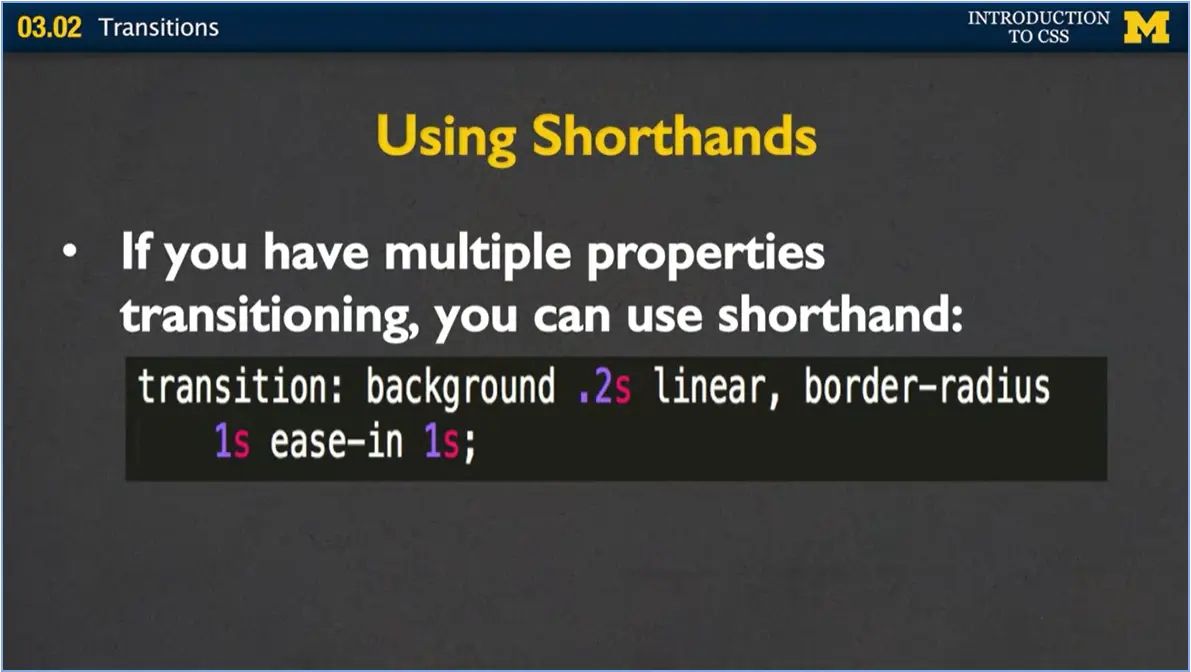 03.02 Transitions
INTRODUCTION
TO CSS
M
Using Shorthands
• If you have multiple properties
transitioning, you can use shorthand:
transition: background .2s linear, border-radius
1s ease-in 1s;